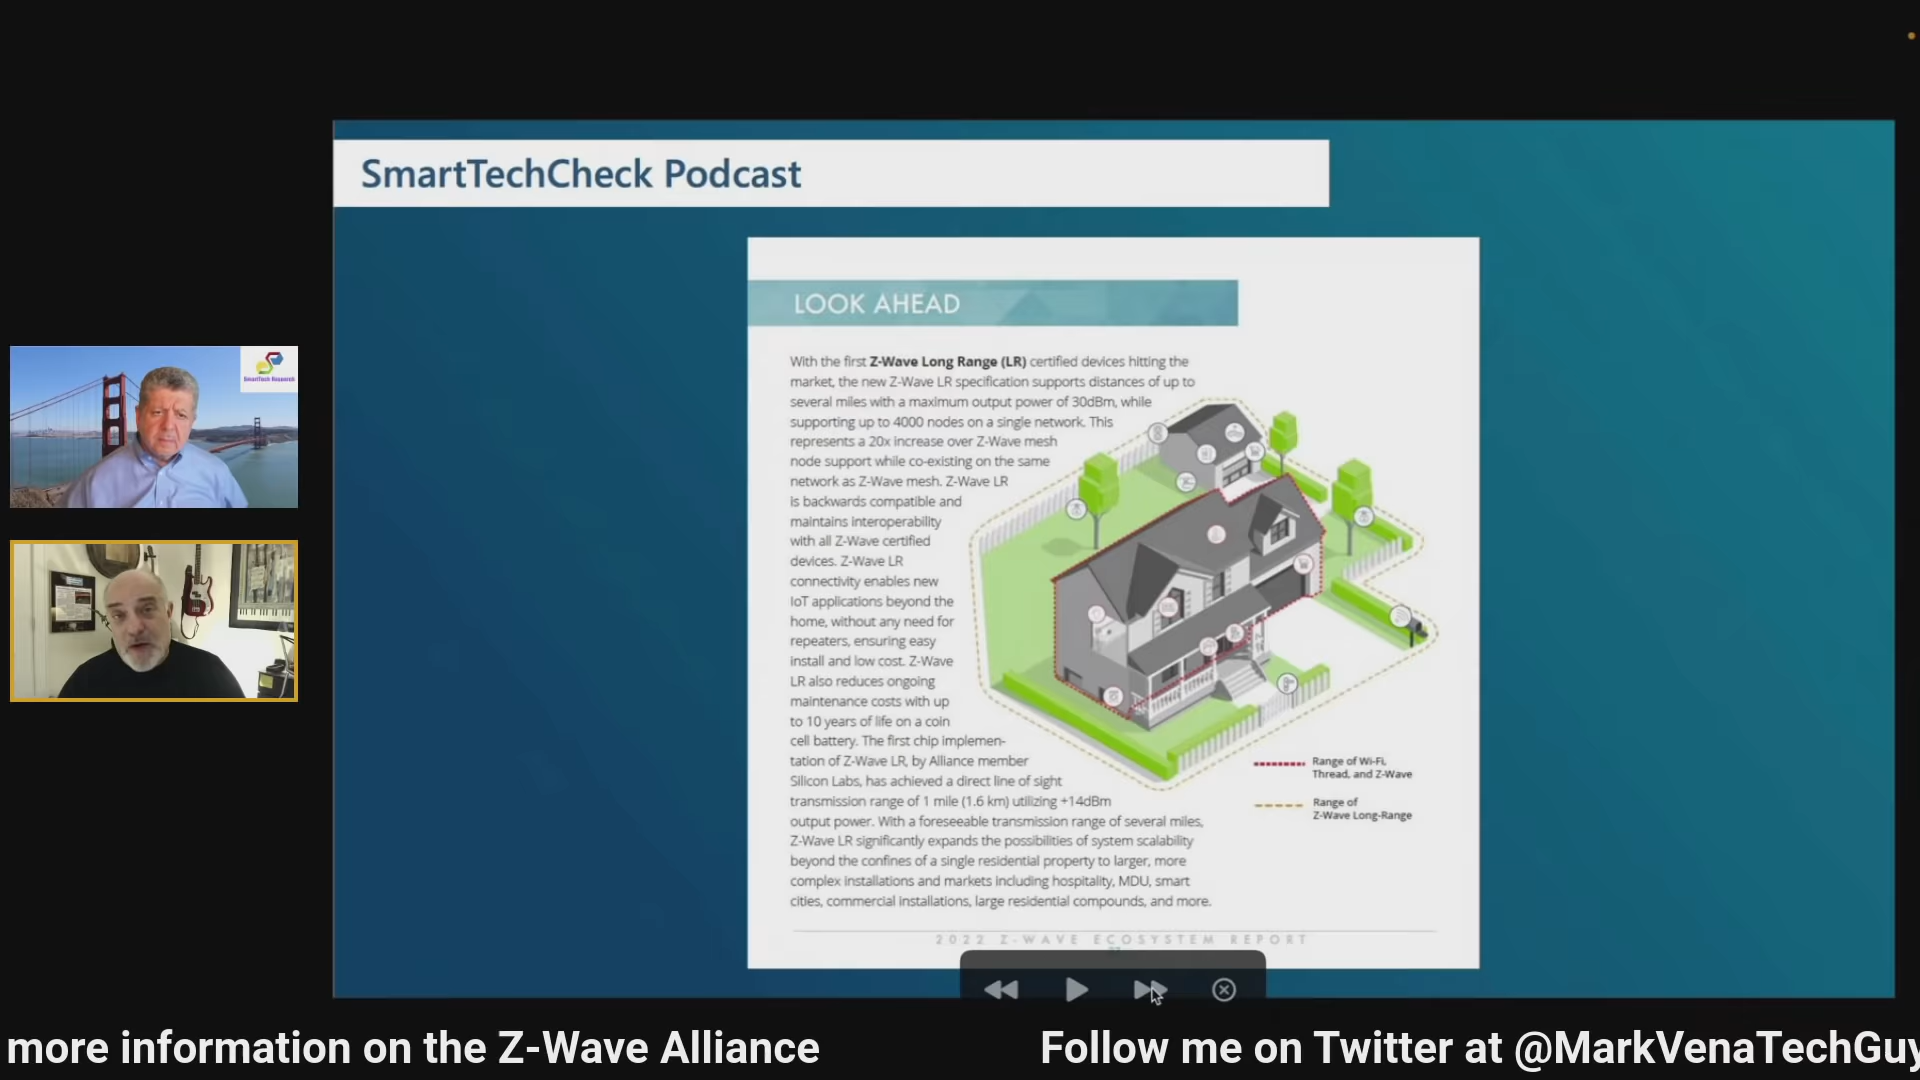 SmartTechCheck Podcast
LOOK AHEAD
With the first Z-Wave Long Range (LR) certified devices hitting the
market, the new Z-Wave LR specification supports distances of up to
several miles with a maximum output power of 30dBm, while
supporting up to 4000 nodes on a single network. This
represents a 20x increase over Z-Wave mesh
node support while co-existing on the same
network as Z-Wave mesh. Z-Wave LR
is backwards compatible and
maintains interoperability
with all Z-Wave certified
devices. Z-Wave LR
connectivity enables new
IoT applications beyond the
home, without any need for
repeaters, ensuring easy
install and low cost. Z-Wave
LR also reduces ongoing
maintenance costs with up
to 10 years of life on a coin
cell battery. The first chip implemen-
tation of Z-Wave LR, by Alliance member
Silicon Labs, has achieved a direct line of sight
transmission range of 1 mile (1.6 km) utilizing +14dBm
output power. With a foreseeable transmission range of several miles,
Z-Wave LR significantly expands the possibilities of system scalability
beyond the confines of a single residential property to larger, more
complex installations and markets including hospitality, MDU, smart
cities, commercial installations, large residential compounds, and more.
Range of Wi-Fi,
Thread, and Z-Wave
Range of
Z-Wave Long-Range
2022 Z-WAVE ECOSYSTEM REPORT
SmartTech Research
more information on the Z-Wave Alliance
Follow me on Twitter at @MarkVenaTechGuy